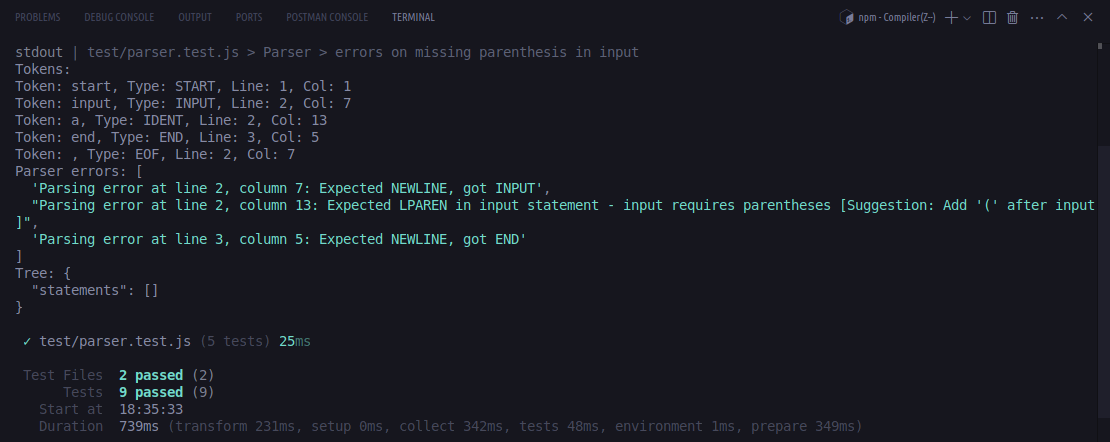 PROBLEMS DEBUG CONSOLE OUTPUT PORTS POSTMAN CONSOLE TERMINAL npm - Compiler(Z--)
stdout | test/parser.test.js > Parser > errors on missing parenthesis in input
Tokens:
Token: start, Type: START, Line: 1, Col: 1
Token: input, Type: INPUT, Line: 2, Col: 7
Token: a, Type: IDENT, Line: 2, Col: 13
Token: end, Type: END, Line: 3, Col: 5
Token: , Type: EOF, Line: 2, Col: 7
Parser errors: [
  'Parsing error at line 2, column 7: Expected NEWLINE, got INPUT',
  "Parsing error at line 2, column 13: Expected LPAREN in input statement - input requires parentheses [Suggestion: Add '(' after input
]",
  'Parsing error at line 3, column 5: Expected NEWLINE, got END'
]
Tree: {
  "statements": []
}
✓ test/parser.test.js (5 tests) 25ms
Test Files 2 passed (2)
Tests 9 passed (9)
Start at 18:35:33
Duration 739ms (transform 231ms, setup 0ms, collect 342ms, tests 48ms, environment 1ms, prepare 349ms)